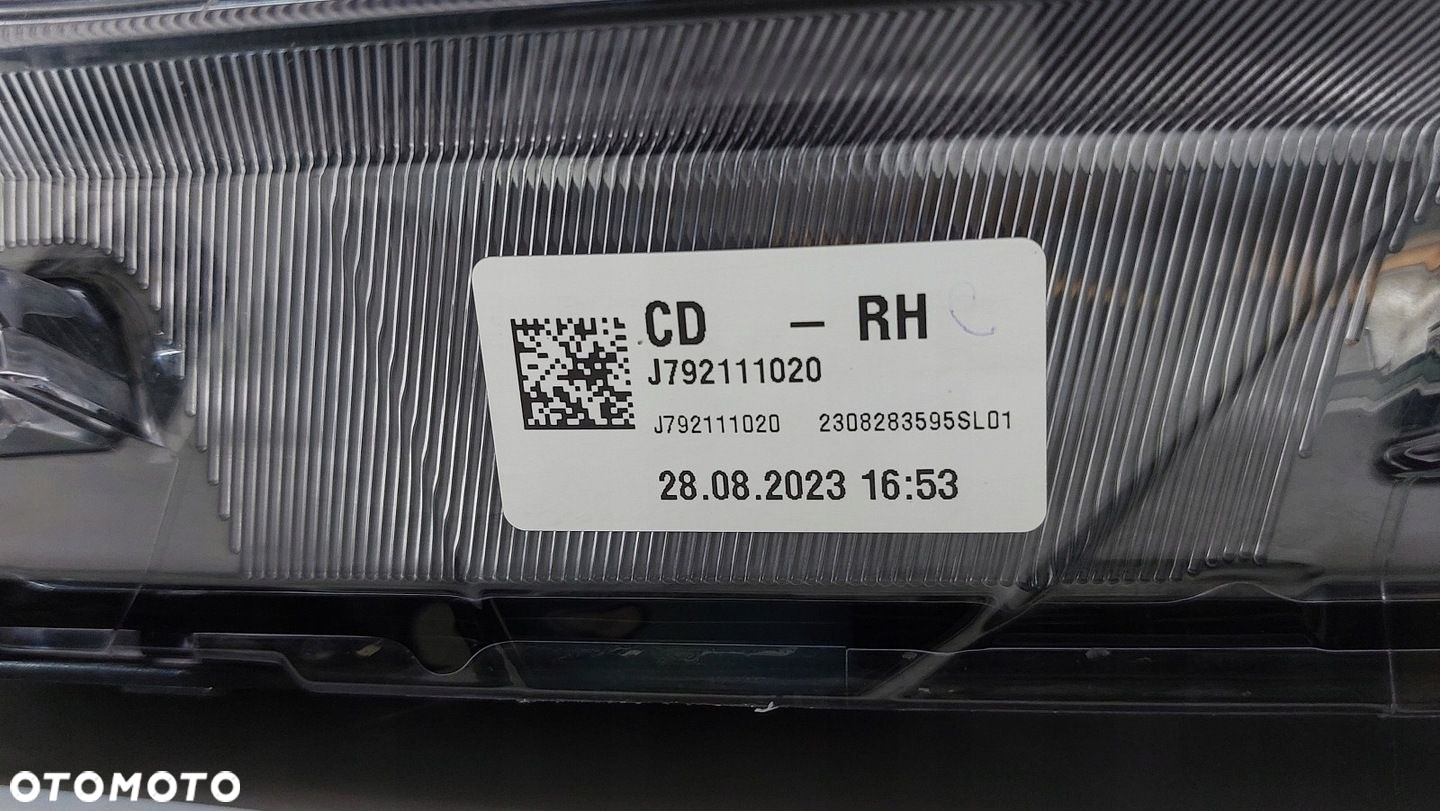 CD – RH
J792111020
J792111020 2308283595SL01
28.08.2023 16:53
OTOMOTO